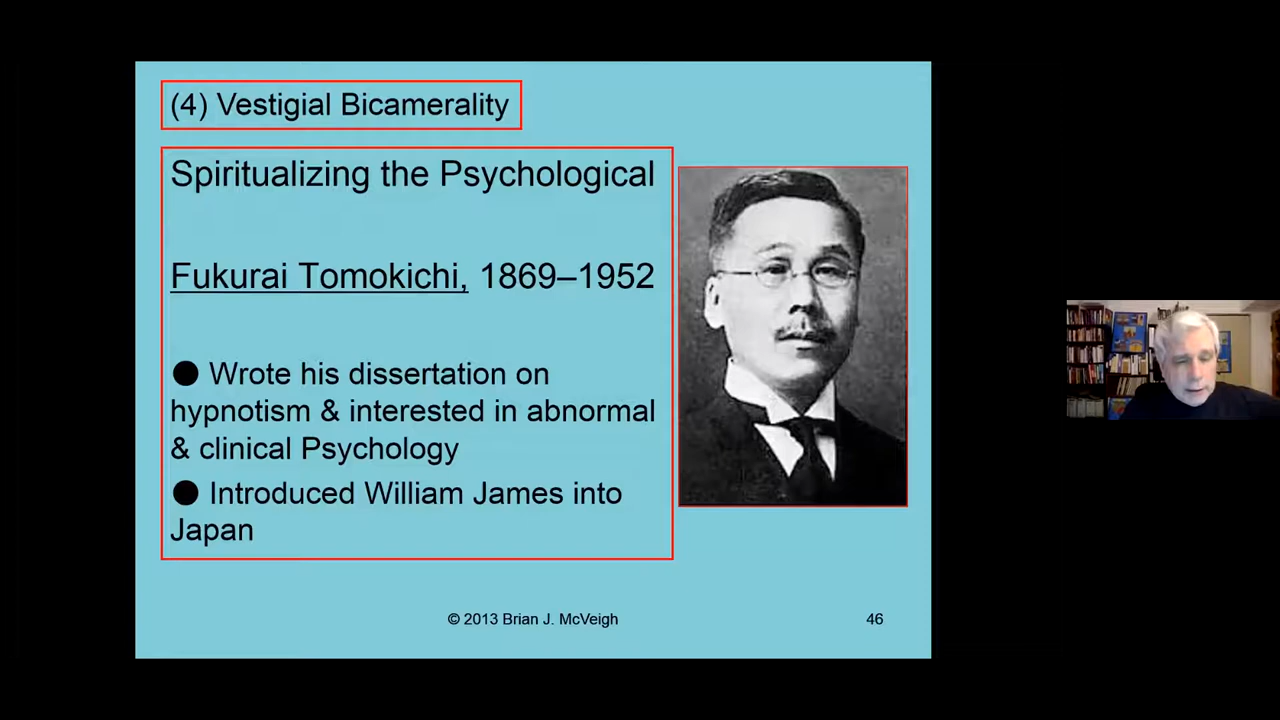 (4) Vestigial Bicamerality
Spiritualizing the Psychological
Fukurai Tomokichi, 1869–1952
● Wrote his dissertation on
hypnotism & interested in abnormal
& clinical Psychology
● Introduced William James into
Japan
© 2013 Brian J. McVeigh
46